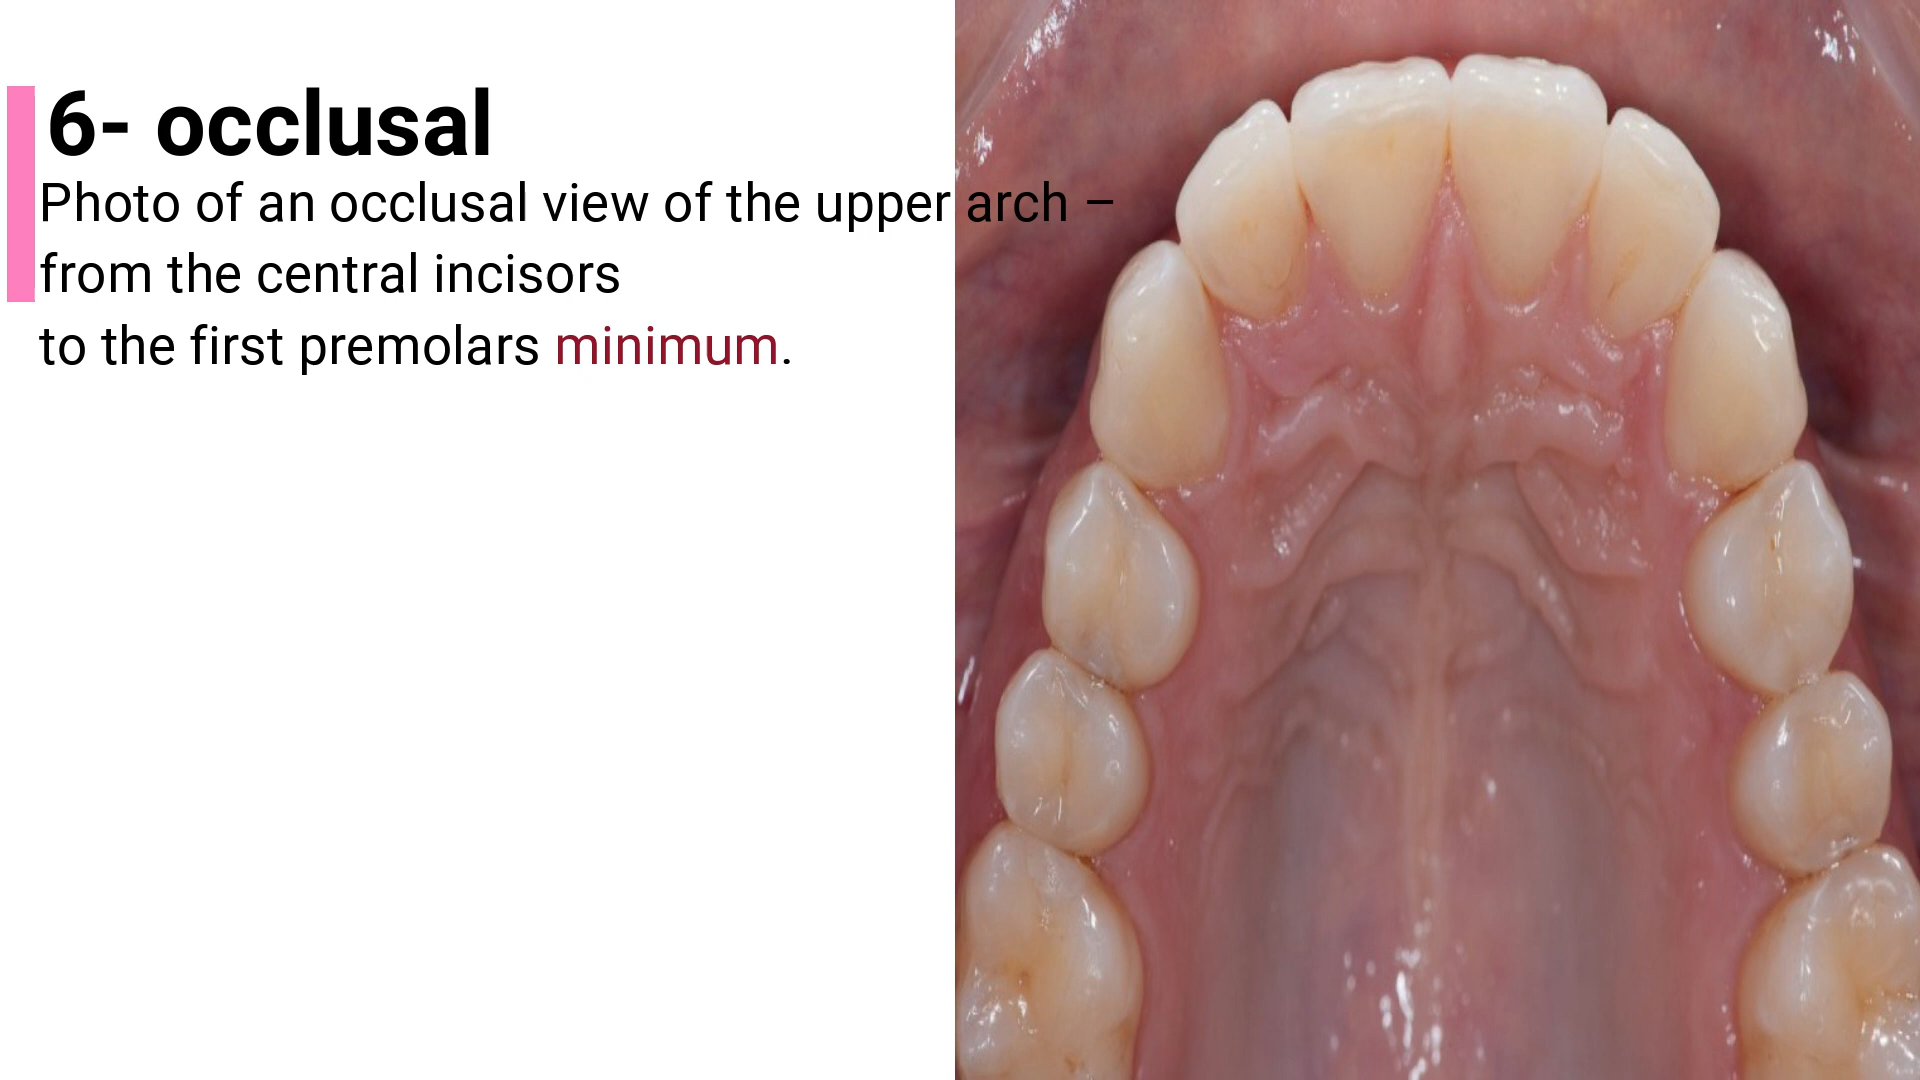 6- occlusal
Photo of an occlusal view of the upper arch –
from the central incisors
to the first premolars minimum.